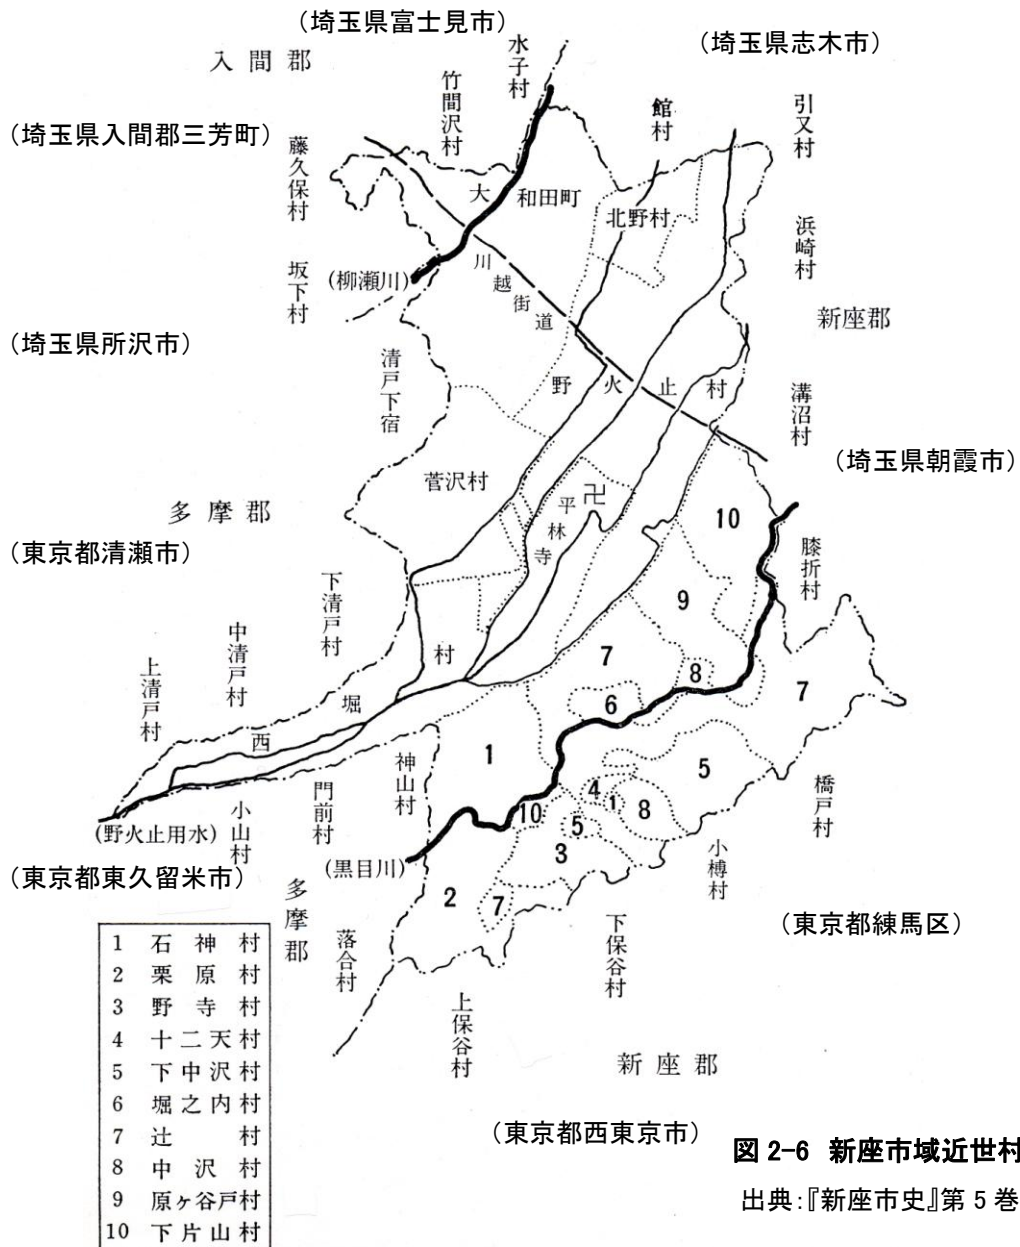 （埼玉県富士見市）
（埼玉県志木市）
入間郡
水子村
竹間沢村
館村
引又村
（埼玉県入間郡三芳町）
藤久保村
大和田町
北野村
浜崎村
坂下村
(柳瀬川)
川越街道
新座郡
（埼玉県所沢市）
清戸下宿
野火止村
溝沼村
（埼玉県朝霞市）
菅沢村
卍
平林寺
多摩郡
（東京都清瀬市）
10
膝折村
下清戸村
9
中清戸村
上清戸村
西堀村
7
8
7
6
神山村
1
5
4
1
8
橋戸村
門前村
小山村
(野火止用水)
10
5
3
小榑村
(黒目川)
（東京都東久留米市）
多摩郡
2
7
（東京都練馬区）
落合村
下保谷村
上保谷村
新座郡
（東京都西東京市）
1 石神村
2 栗原村
3 野寺村
4 十二天村
5 下中沢村
6 堀之内村
7 辻村
8 中沢村
9 原ヶ谷戸村
10 下片山村
図 2-6 新座市域近世村
出典：『新座市史』第 5 巻